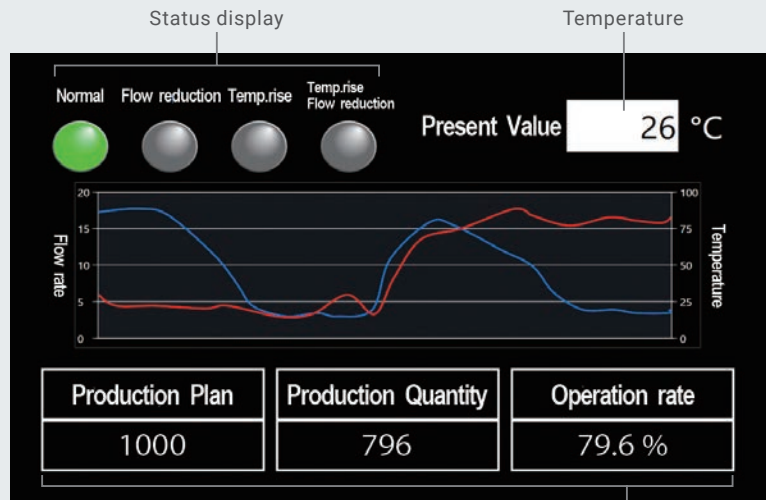 Status display
Temperature
Normal
Flow reduction
Temp.rise
Temp.rise
Flow reduction
Present Value
26 °C
20
15
10
5
0
Flow rate
100
75
50
25
0
Temperature
Production Plan
Production Quantity
Operation rate
1000
796
79.6 %